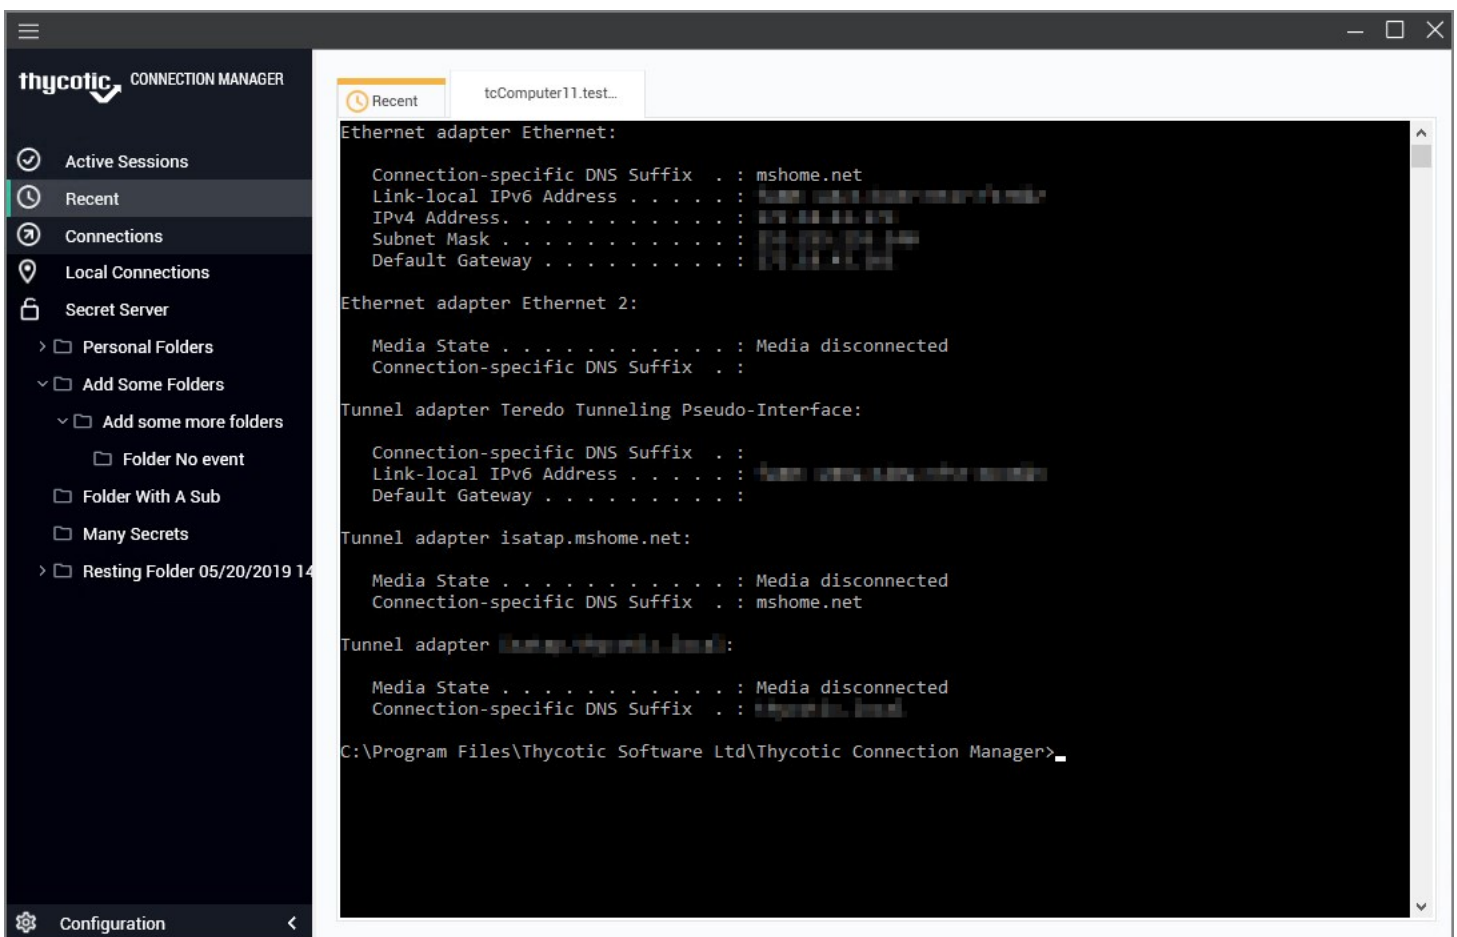 thycotic CONNECTION MANAGER
Active Sessions
Recent
Connections
Local Connections
Secret Server
Personal Folders
Add Some Folders
Add some more folders
Folder No event
Folder With A Sub
Many Secrets
Resting Folder 05/20/2019 14
Configuration
Recent
tcComputer11.test...
Ethernet adapter Ethernet:
Connection-specific DNS Suffix  . : mshome.net
Link-local IPv6 Address . . . . . :
IPv4 Address. . . . . . . . . . . :
Subnet Mask . . . . . . . . . . . :
Default Gateway . . . . . . . . . :
Ethernet adapter Ethernet 2:
Media State . . . . . . . . . . . : Media disconnected
Connection-specific DNS Suffix  . :
Tunnel adapter Teredo Tunneling Pseudo-Interface:
Connection-specific DNS Suffix  . :
Link-local IPv6 Address . . . . . :
Default Gateway . . . . . . . . . :
Tunnel adapter isatap.mshome.net:
Media State . . . . . . . . . . . : Media disconnected
Connection-specific DNS Suffix  . : mshome.net
Tunnel adapter :
Media State . . . . . . . . . . . : Media disconnected
Connection-specific DNS Suffix  . :
C:\Program Files\Thycotic Software Ltd\Thycotic Connection Manager>